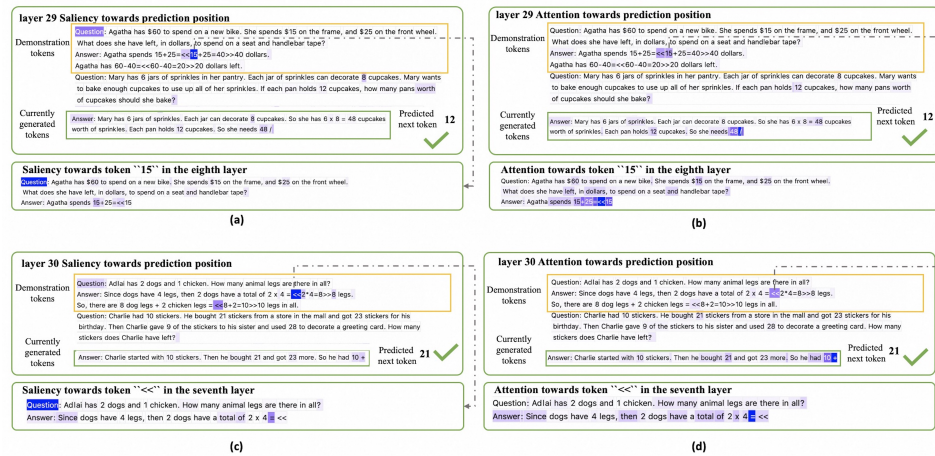 layer 29 Saliency towards prediction position
Demonstration tokens
Question: Agatha has $60 to spend on a new bike. She spends $15 on the frame, and $25 on the front wheel.
What does she have left, in dollars, to spend on a seat and handlebar tape?
Answer: Agatha spends 15+25=<<15+25=40>>40 dollars.
Agatha has 60-40=<<60-40=20>>20 dollars left.
Question: Mary has 6 jars of sprinkles in her pantry. Each jar of sprinkles can decorate 8 cupcakes. Mary wants
to bake enough cupcakes to use up all of her sprinkles. If each pan holds 12 cupcakes, how many pans worth
of cupcakes should she bake?
Currently generated tokens
Answer: Mary has 6 jars of sprinkles. Each jar can decorate 8 cupcakes. She has 6 x 8 = 48 cupcakes
worth of sprinkles. Each pan holds 12 cupcakes. So she needs 48 /
Predicted next token 12
Saliency towards token ``15`` in the eighth layer
Question: Agatha has $60 to spend on a new bike. She spends $15 on the frame, and $25 on the front wheel.
What does she have left, in dollars, to spend on a seat and handlebar tape?
Answer: Agatha spends 15+25=<<15
(a)
layer 29 Attention towards prediction position
Demonstration tokens
Question: Agatha has $60 to spend on a new bike. She spends $15 on the frame, and $25 on the front wheel.
What does she have left, in dollars, to spend on a seat and handlebar tape?
Answer: Agatha spends 15+25=<<15+25=40>>40 dollars.
Agatha has 60-40=<<60-40=20>>20 dollars left.
Question: Mary has 6 jars of sprinkles in her pantry. Each jar of sprinkles can decorate 8 cupcakes. Mary wants
to bake enough cupcakes to use up all of her sprinkles. If each pan holds 12 cupcakes, how many pans worth
of cupcakes should she bake?
Currently generated tokens
Answer: Mary has 6 jars of sprinkles. Each jar can decorate 8 cupcakes. She has 6 x 8 = 48 cupcakes
worth of sprinkles. Each pan holds 12 cupcakes. So she needs 48 /
Predicted next token 12
Attention towards token ``15`` in the eighth layer
Question: Agatha has $60 to spend on a new bike. She spends $15 on the frame, and $25 on the front wheel.
What does she have left, in dollars, to spend on a seat and handlebar tape?
Answer: Agatha spends 15+25=<<15
(b)
layer 30 Saliency towards prediction position
Demonstration tokens
Question: Adlai has 2 dogs and 1 chicken. How many animal legs are there in all?
Answer: Since dogs have 4 legs, then 2 dogs have a total of 2 x 4 =<<2*4=8>>8 legs.
So, there are 8 dog legs + 2 chicken legs = <<8+2=10>>10 legs in all.
Question: Charlie had 10 stickers. He bought 21 stickers from a store in the mall and got 23 stickers for his
birthday. Then Charlie gave 9 of the stickers to his sister and used 28 to decorate a greeting card. How many
stickers does Charlie have left?
Currently generated tokens
Answer: Charlie started with 10 stickers. Then he bought 21 and got 23 more. So he had 10 +
Predicted next token 21
Saliency towards token ``<<`` in the seventh layer
Question: Adlai has 2 dogs and 1 chicken. How many animal legs are there in all?
Answer: Since dogs have 4 legs, then 2 dogs have a total of 2 x 4 = <<
(c)
layer 30 Attention towards prediction position
Demonstration tokens
Question: Adlai has 2 dogs and 1 chicken. How many animal legs are there in all?
Answer: Since dogs have 4 legs, then 2 dogs have a total of 2 x 4 =<<2*4=8>>8 legs.
So, there are 8 dog legs + 2 chicken legs = <<8+2=10>>10 legs in all.
Question: Charlie had 10 stickers. He bought 21 stickers from a store in the mall and got 23 stickers for his
birthday. Then Charlie gave 9 of the stickers to his sister and used 28 to decorate a greeting card. How many
stickers does Charlie have left?
Currently generated tokens
Answer: Charlie started with 10 stickers. Then he bought 21 and got 23 more. So he had 10 +
Predicted next token 21
Attention towards token ``<<`` in the seventh layer
Question: Adlai has 2 dogs and 1 chicken. How many animal legs are there in all?
Answer: Since dogs have 4 legs, then 2 dogs have a total of 2 x 4 = <<
(d)